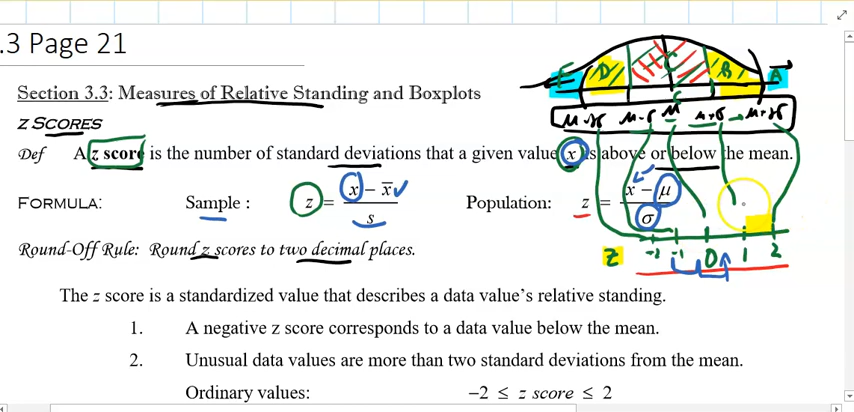 .3 Page 21
F D C B A
μ-2σ μ-σ μ μ+σ → μ+2σ
Section 3.3: Measures of Relative Standing and Boxplots
Z SCORES
Def A z score is the number of standard deviations that a given value x is above or below the mean.
FORMULA: Sample : z = x − x̄ / s Population: z = x − μ / σ
Round-Off Rule: Round z scores to two decimal places.
Z -2 -1 0 1 2
The z score is a standardized value that describes a data value's relative standing.
1. A negative z score corresponds to a data value below the mean.
2. Unusual data values are more than two standard deviations from the mean.
Ordinary values: −2 ≤ z score ≤ 2